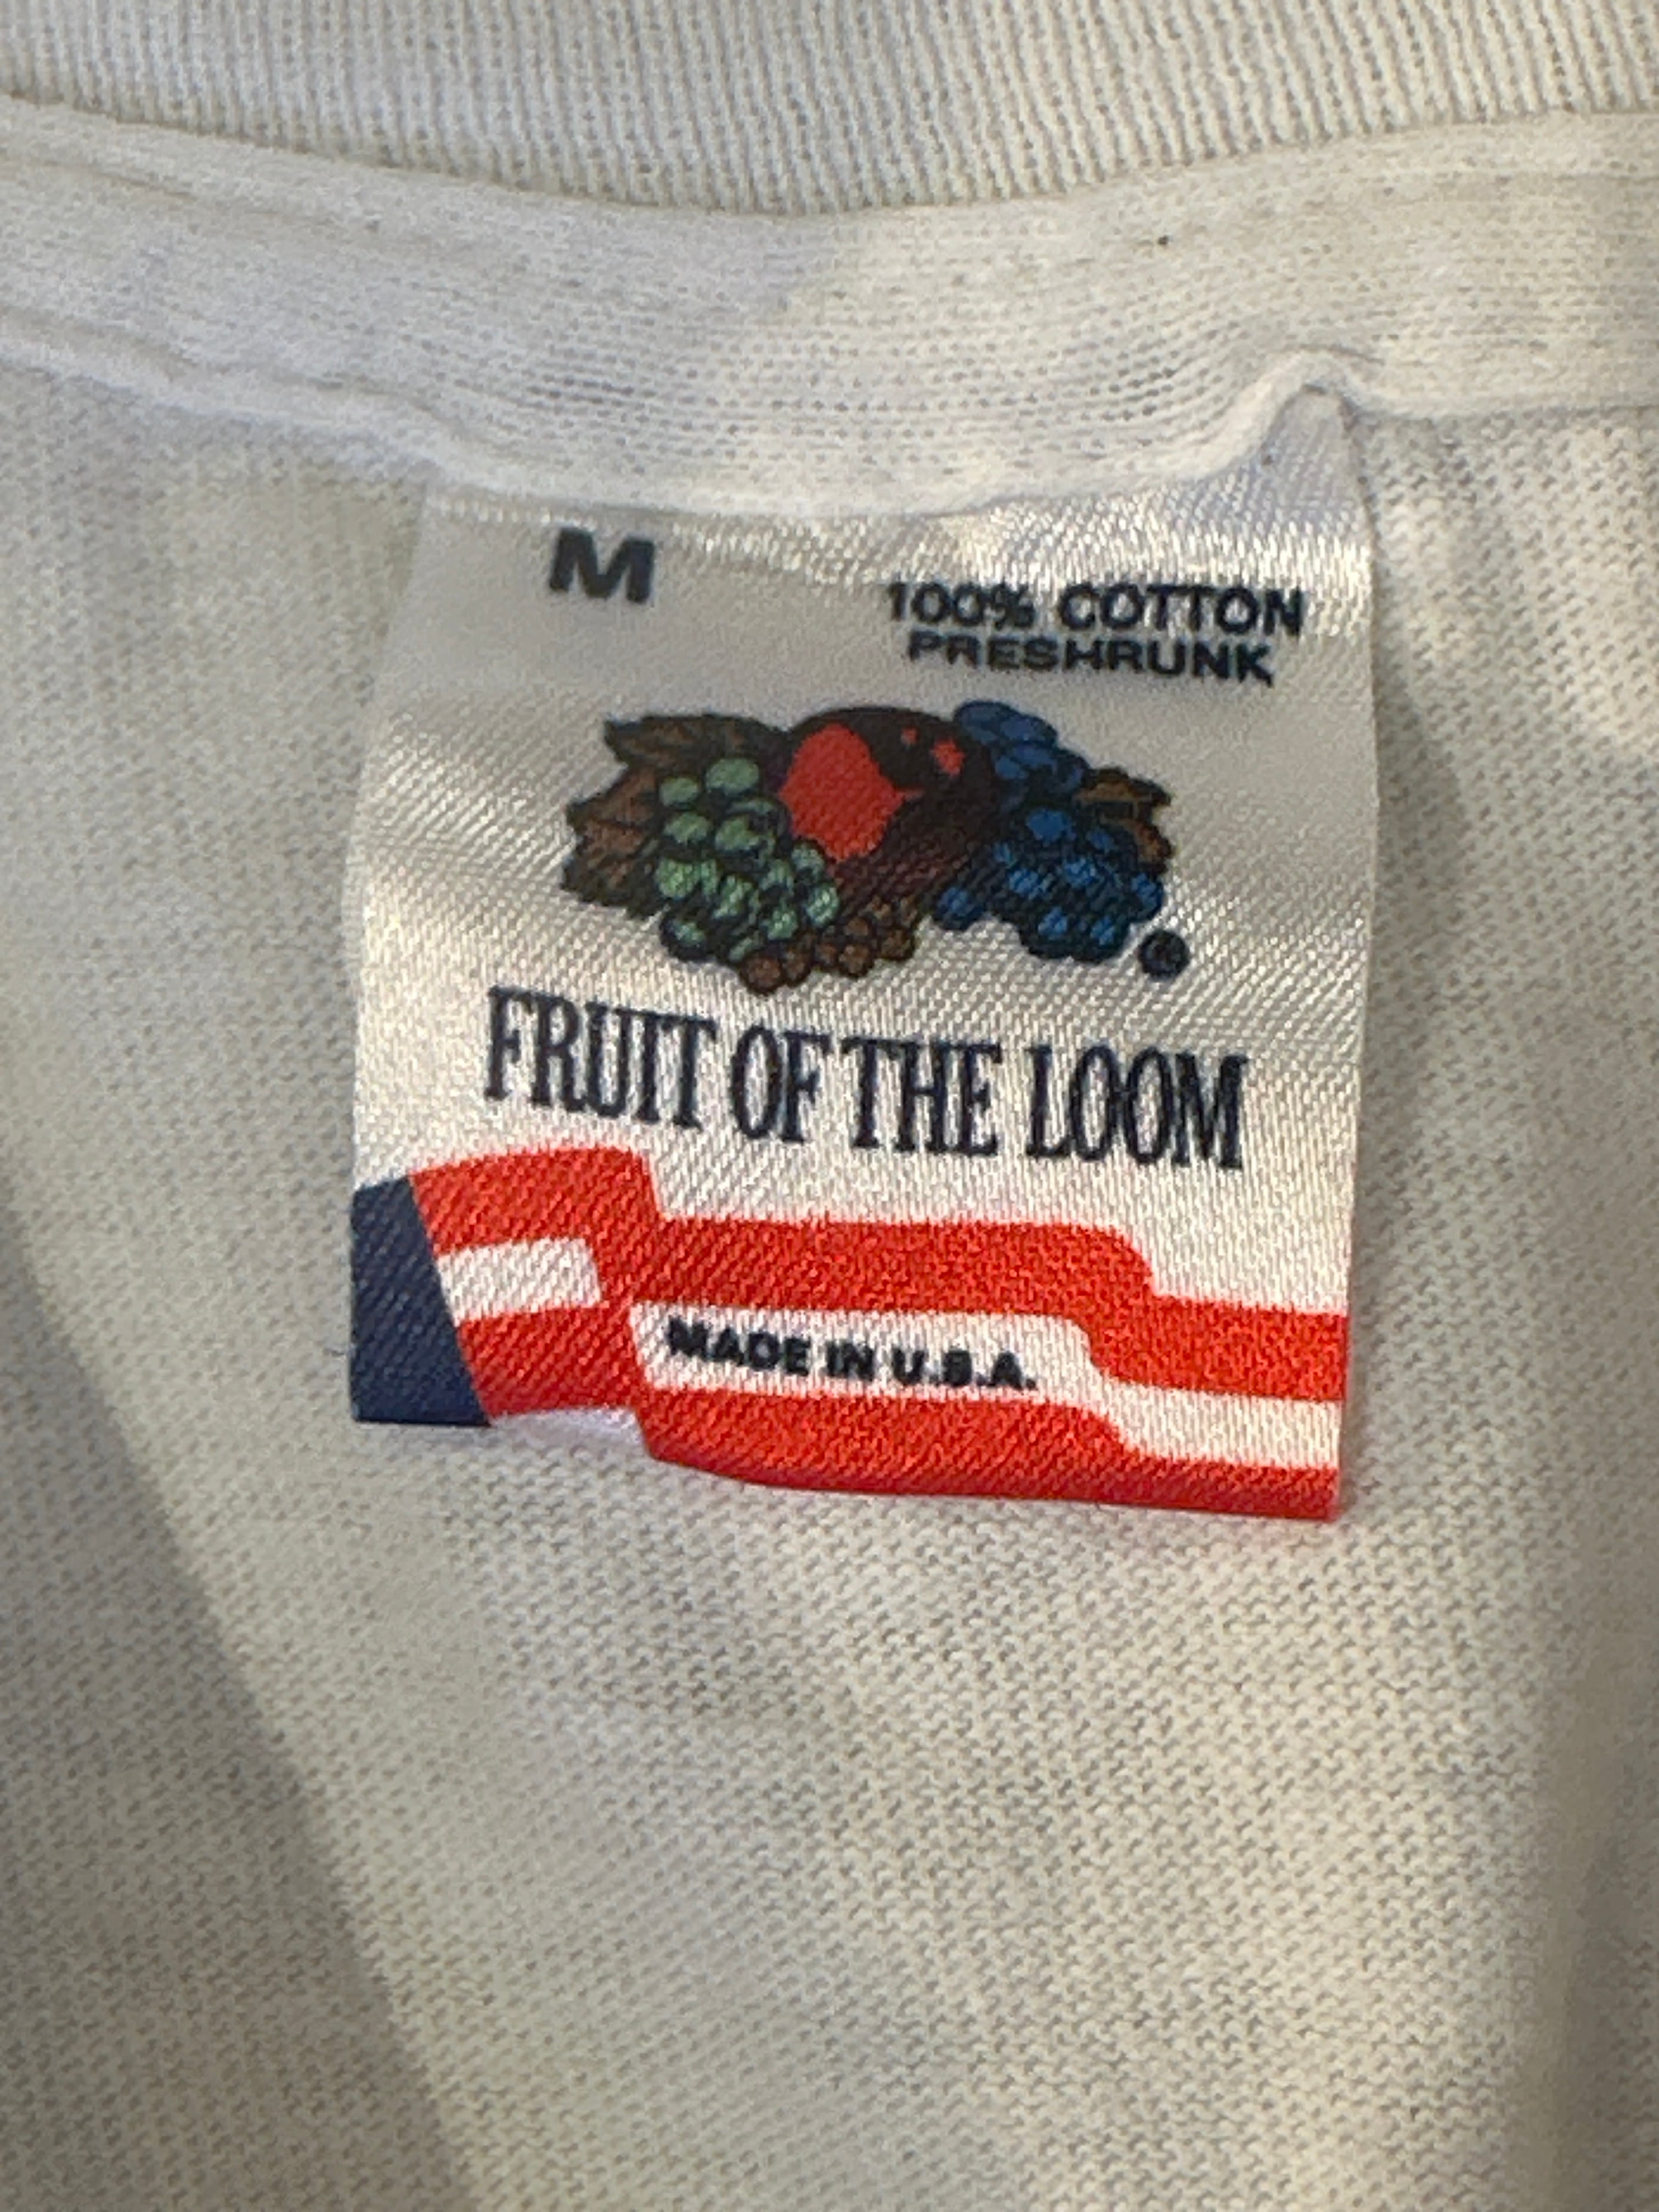 M
100% COTTON
PRESHRUNK
®
FRUIT OF THE LOOM
MADE IN U.S.A.